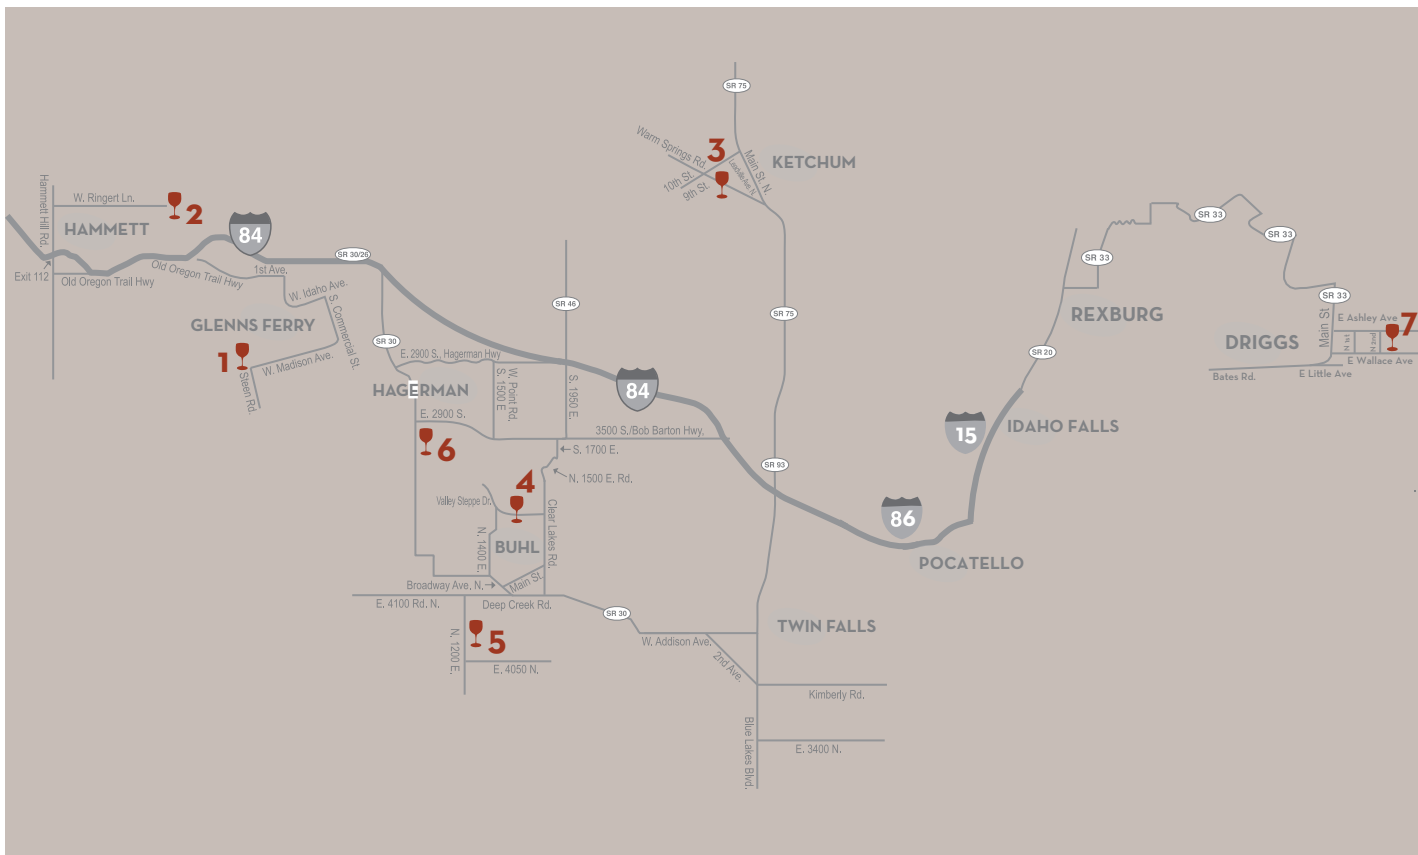 SR 75
Warm Springs Rd.
3
Main St. N.
Leadville Ave. N.
KETCHUM
10th St.
9th St.
Hammett Hill Rd.
W. Ringert Ln.
2
HAMMETT
84
SR 33
SR 33
SR 30/26
Exit 112
Old Oregon Trail Hwy
Old Oregon Trail Hwy
1st Ave.
SR 33
W. Idaho Ave.
S. Commercial St.
SR 46
SR 75
SR 33
GLENNS FERRY
REXBURG
Main St
E Ashley Ave
7
SR 30
DRIGGS
N 1st
N 2nd
1
W. Madison Ave.
E. 2900 S. Hagerman Hwy
SR 20
E Wallace Ave
Steen Rd.
HAGERMAN
S. 1500 E
W. Point Rd.
S. 1950 E.
84
Bates Rd.
E Little Ave
E. 2900 S.
3500 S./Bob Barton Hwy.
15
IDAHO FALLS
6
S. 1700 E.
SR 93
N. 1500 E. Rd.
4
Valley Steppe Dr.
Clear Lakes Rd.
86
N. 1400 E.
BUHL
POCATELLO
Broadway Ave. N.
Main St.
E. 4100 Rd. N.
Deep Creek Rd.
SR 30
TWIN FALLS
5
N. 1200 E.
W. Addison Ave.
2nd Ave.
E. 4050 N.
Kimberly Rd.
Blue Lakes Blvd.
E. 3400 N.